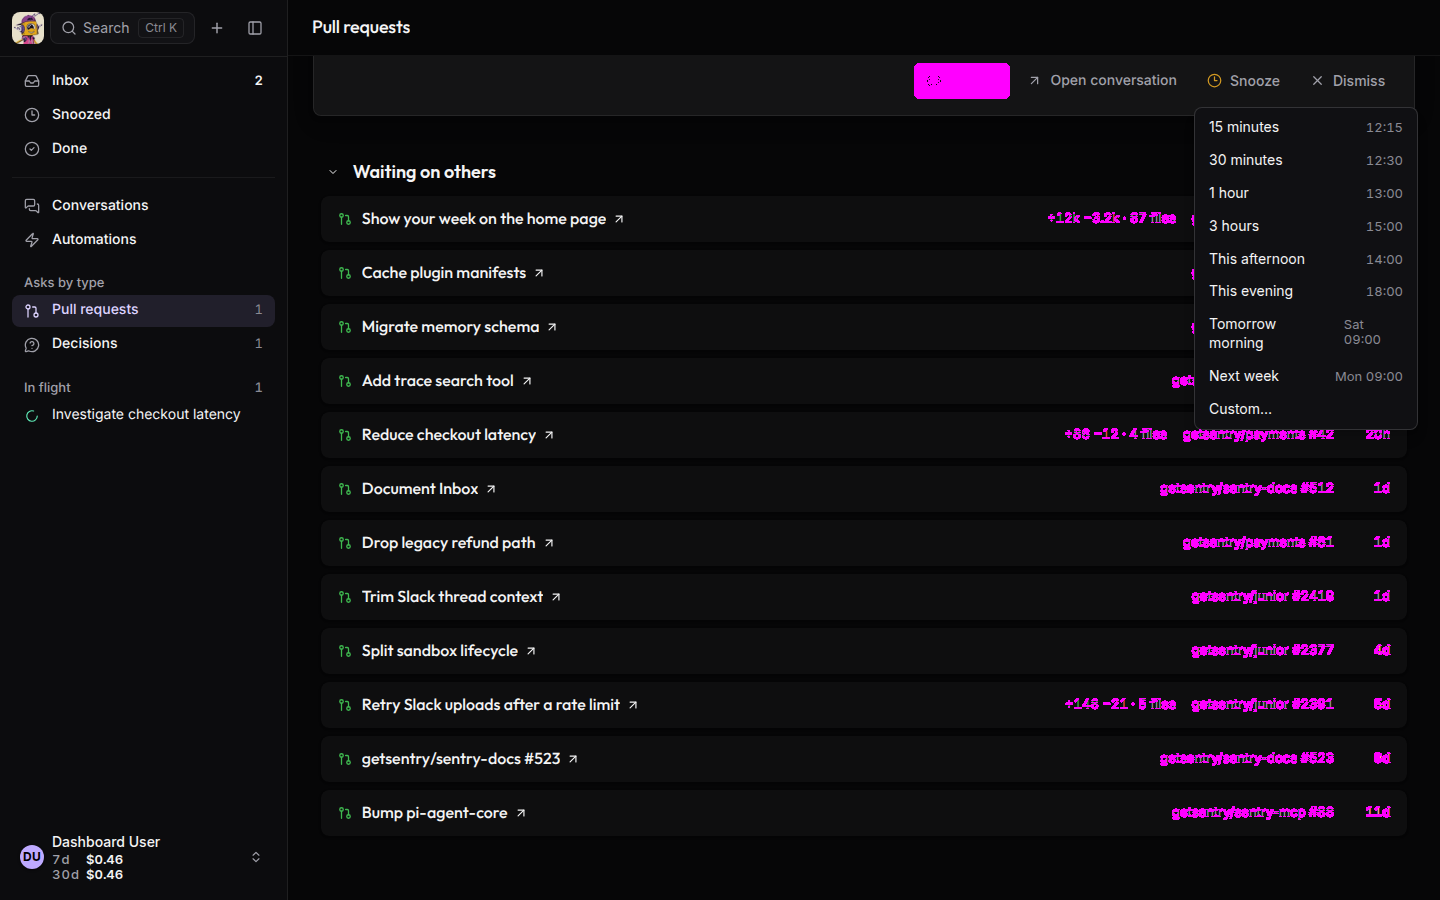 Search Ctrl K
Pull requests
Inbox 2
Snoozed
Done
Conversations
Automations
Asks by type
Pull requests 1
Decisions 1
In flight 1
Investigate checkout latency
Dashboard User
DU
7d $0.46
30d $0.46
Open conversation Snooze Dismiss
15 minutes 12:15
30 minutes 12:30
1 hour 13:00
3 hours 15:00
This afternoon 14:00
This evening 18:00
Tomorrow morning Sat 09:00
Next week Mon 09:00
Custom...
Waiting on others
Show your week on the home page
Cache plugin manifests
Migrate memory schema
Add trace search tool
Reduce checkout latency +86 −12 · 4 files getsentry/payments #42 20h
Document Inbox getsentry/sentry-docs #512 1d
Drop legacy refund path getsentry/payments 1d
Trim Slack thread context getsentry/junior 1d
Split sandbox lifecycle getsentry/junior #2377 4d
Retry Slack uploads after a rate limit getsentry/junior
getsentry/sentry-docs #523 getsentry/sentry-docs #523
Bump pi-agent-core getsentry/sentry-mcp 11d